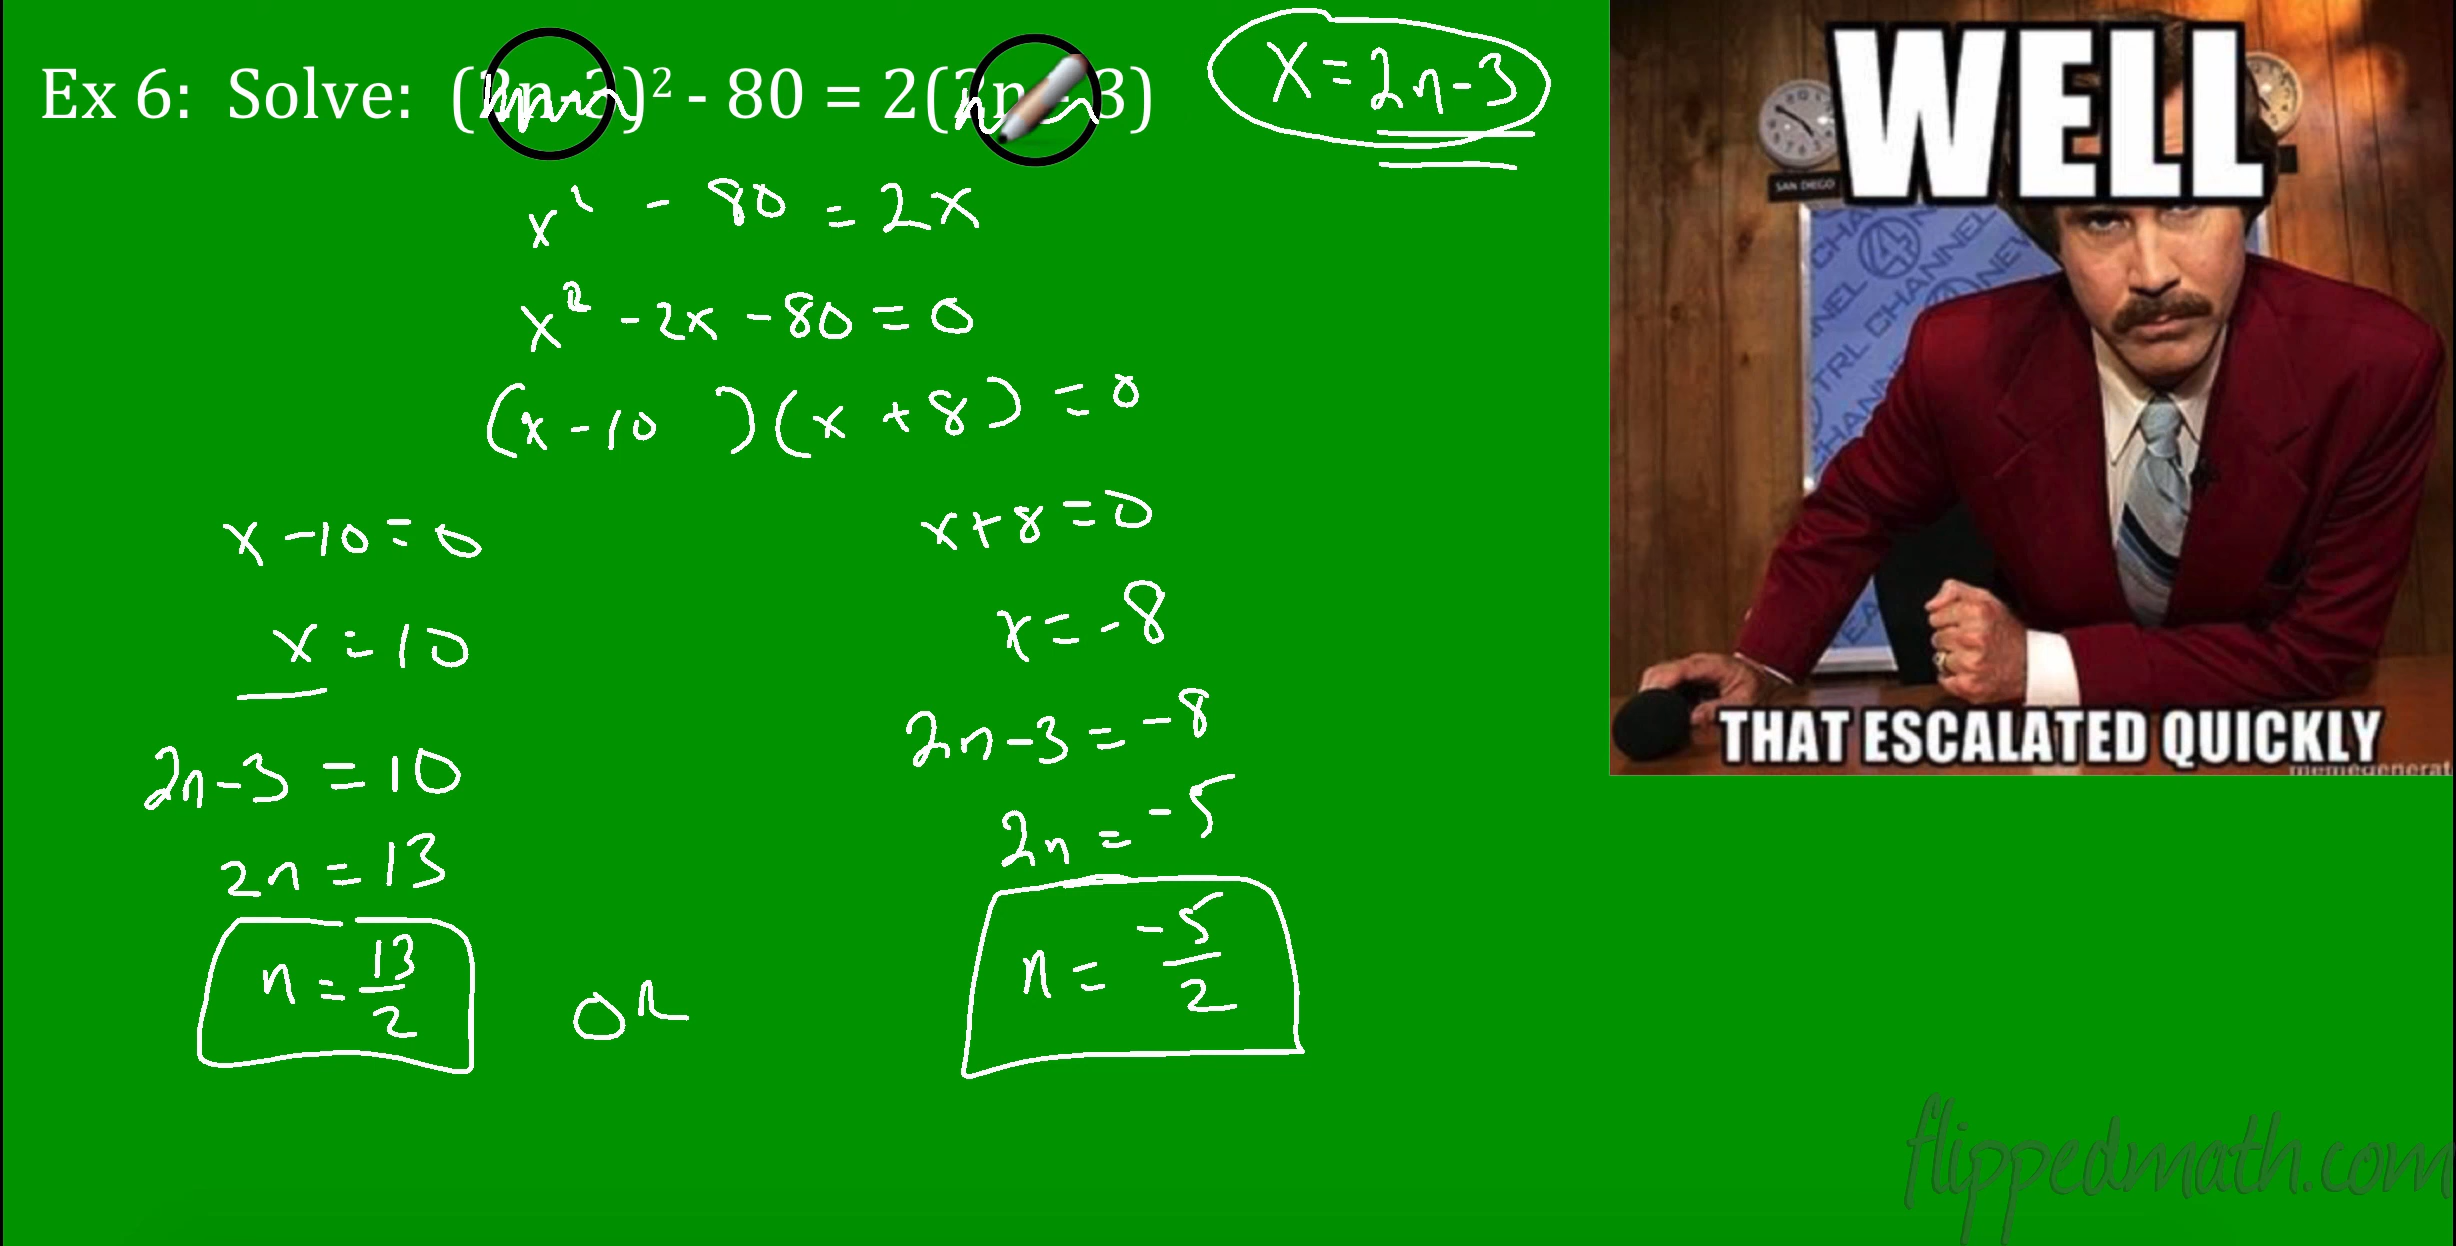 Ex 6: Solve: (2n - 3)² - 80 = 2(2n - 3)
x = 2n - 3
x² - 80 = 2x
x² - 2x - 80 = 0
(x - 10 )(x + 8) = 0
x - 10 = 0
x = 10
2n - 3 = 10
2n = 13
n = 13/2
OR
x + 8 = 0
x = -8
2n - 3 = -8
2n = -5
n = -5/2
WELL
SAN DIEGO
THAT ESCALATED QUICKLY
flippedmath.com